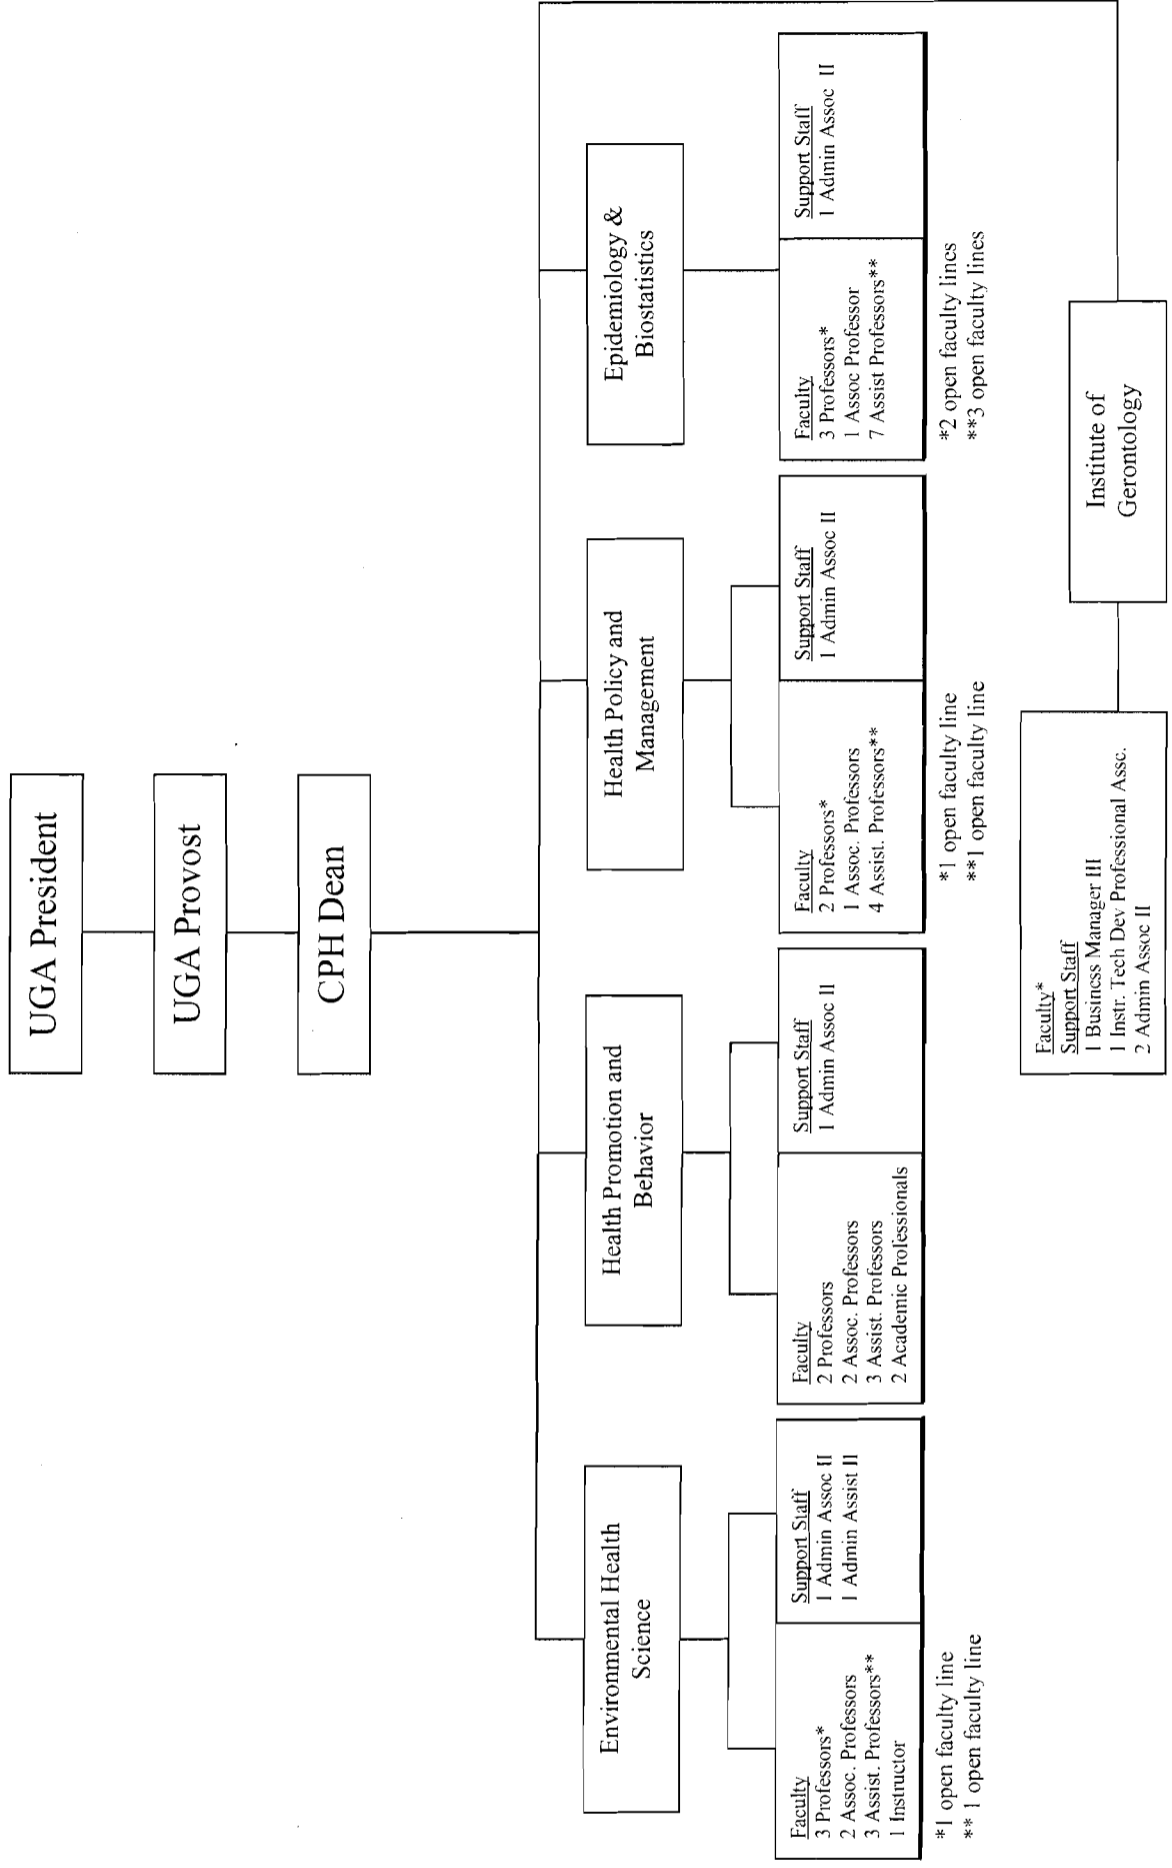 UGA President
UGA Provost
CPH Dean
Environmental Health
Science
Faculty
3 Professors*
2 Assoc. Professors
3 Assist. Professors**
1 Instructor
Support Staff
1 Admin Assoc II
1 Admin Assist II
*1 open faculty line
** 1 open faculty line
Health Promotion and
Behavior
Faculty
2 Professors
2 Assoc. Professors
3 Assist. Professors
2 Academic Professionals
Support Staff
1 Admin Assoc II
Health Policy and
Management
Faculty
2 Professors*
1 Assoc. Professors
4 Assist. Professors**
Support Staff
1 Admin Assoc II
*1 open faculty line
**1 open faculty line
Epidemiology &
Biostatistics
Faculty
3 Professors*
1 Assoc Professor
7 Assist Professors**
Support Staff
1 Admin Assoc II
*2 open faculty lines
**3 open faculty lines
Faculty*
Support Staff
1 Business Manager III
1 Instr. Tech Dev Professional Assc.
2 Admin Assoc II
Institute of
Gerontology